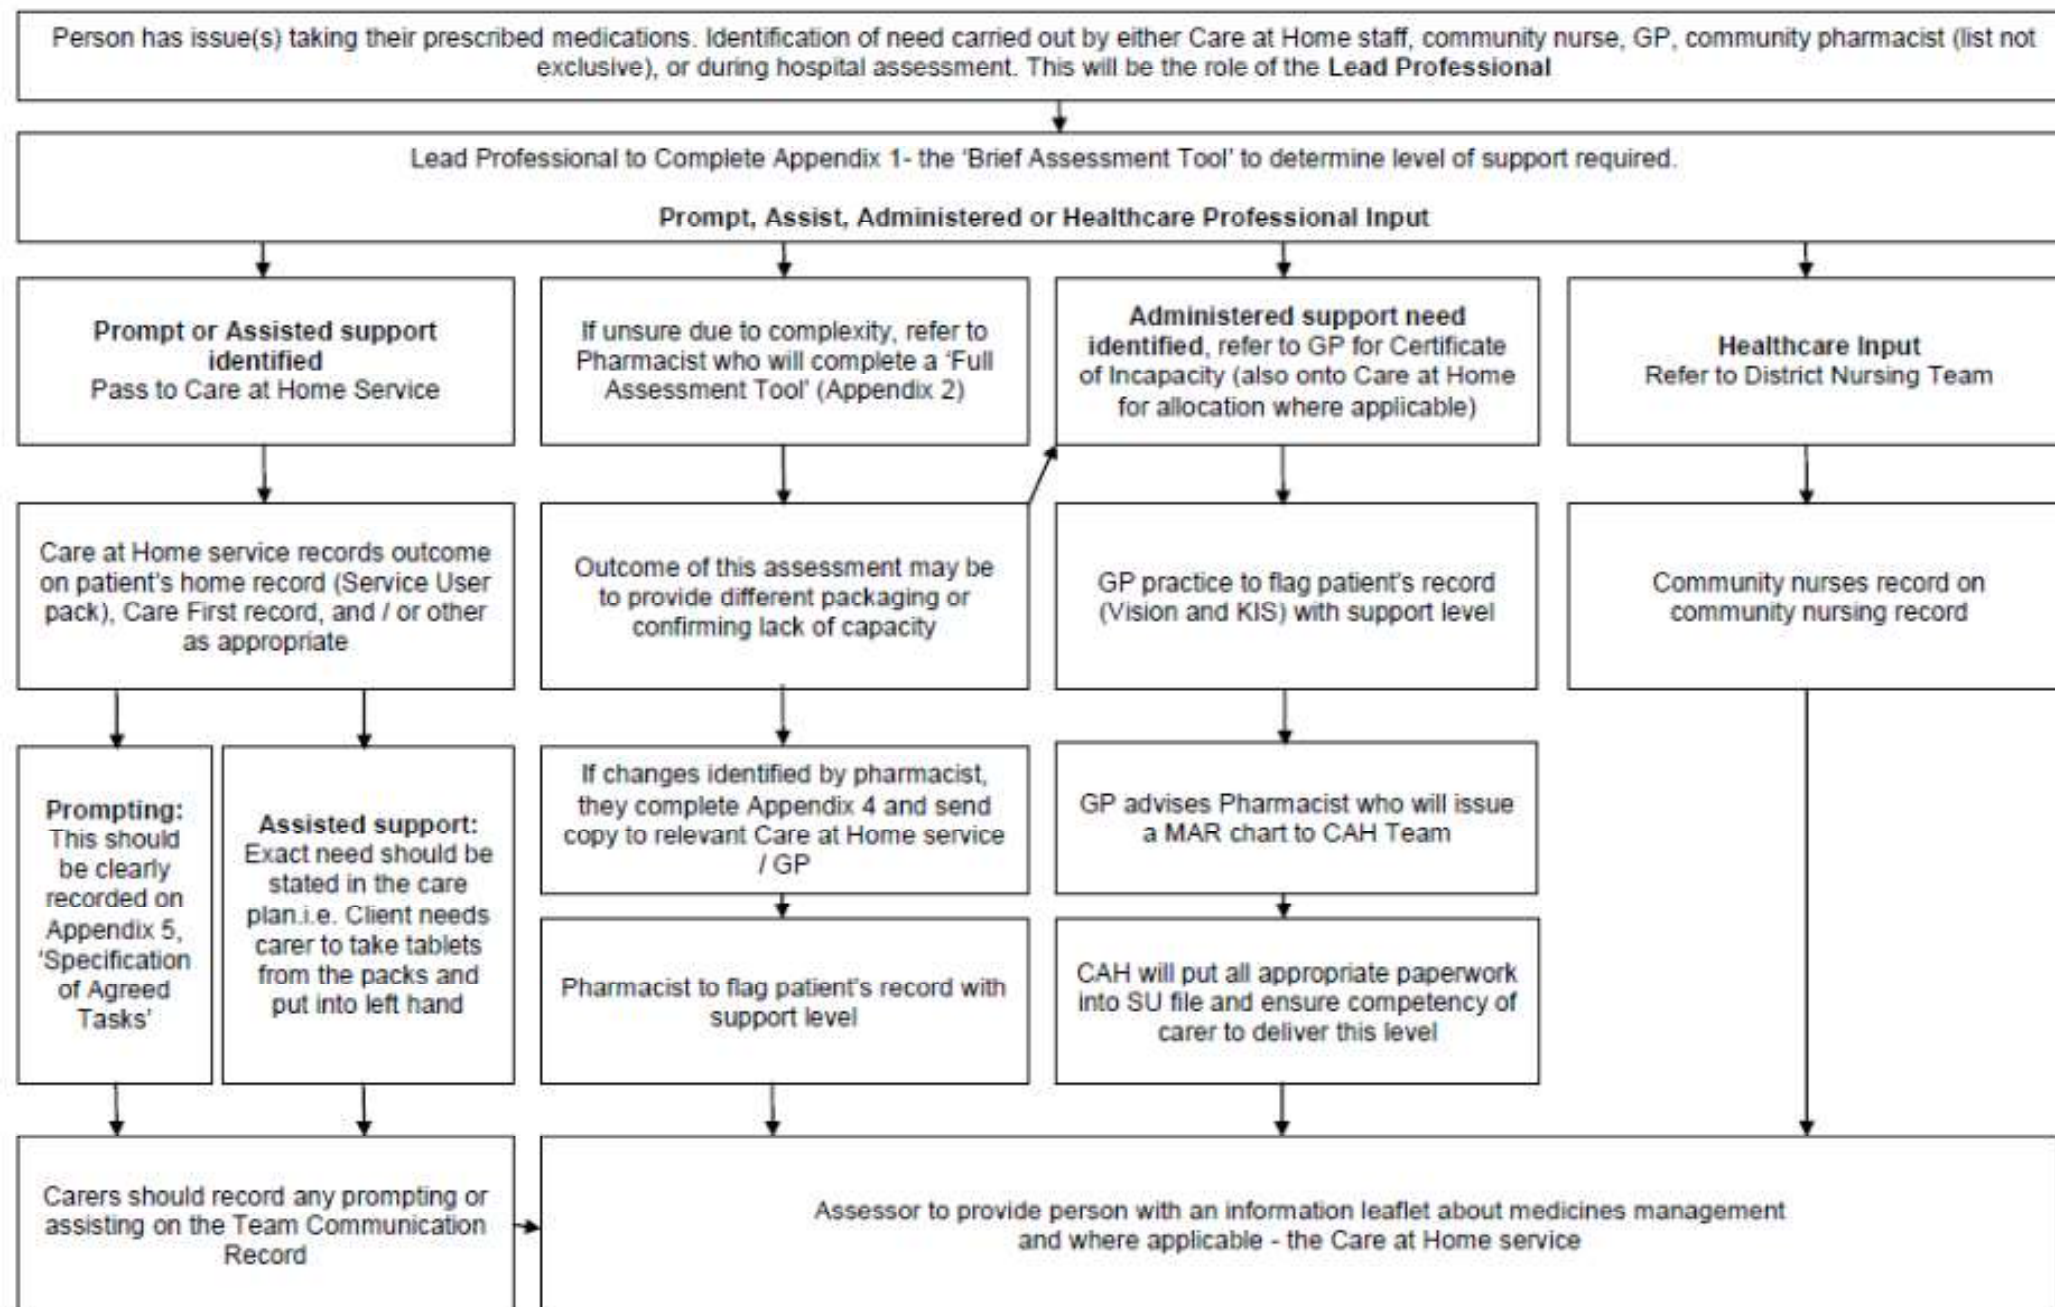 Person has issue(s) taking their prescribed medications. Identification of need carried out by either Care at Home staff, community nurse, GP, community pharmacist (list not
exclusive), or during hospital assessment. This will be the role of the Lead Professional
Lead Professional to Complete Appendix 1- the 'Brief Assessment Tool' to determine level of support required.
Prompt, Assist, Administered or Healthcare Professional Input
Prompt or Assisted support
identified
Pass to Care at Home Service
If unsure due to complexity, refer to
Pharmacist who will complete a 'Full
Assessment Tool' (Appendix 2)
Administered support need
identified, refer to GP for Certificate
of Incapacity (also onto Care at Home
for allocation where applicable)
Healthcare Input
Refer to District Nursing Team
Care at Home service records outcome
on patient's home record (Service User
pack), Care First record, and / or other
as appropriate
Outcome of this assessment may be
to provide different packaging or
confirming lack of capacity
GP practice to flag patient's record
(Vision and KIS) with support level
Community nurses record on
community nursing record
Prompting:
This should
be clearly
recorded on
Appendix 5,
'Specification
of Agreed
Tasks'
Assisted support:
Exact need should be
stated in the care
plan.i.e. Client needs
carer to take tablets
from the packs and
put into left hand
If changes identified by pharmacist,
they complete Appendix 4 and send
copy to relevant Care at Home service
/ GP
GP advises Pharmacist who will issue
a MAR chart to CAH Team
Pharmacist to flag patient's record with
support level
CAH will put all appropriate paperwork
into SU file and ensure competency of
carer to deliver this level
Carers should record any prompting or
assisting on the Team Communication
Record
Assessor to provide person with an information leaflet about medicines management
and where applicable - the Care at Home service